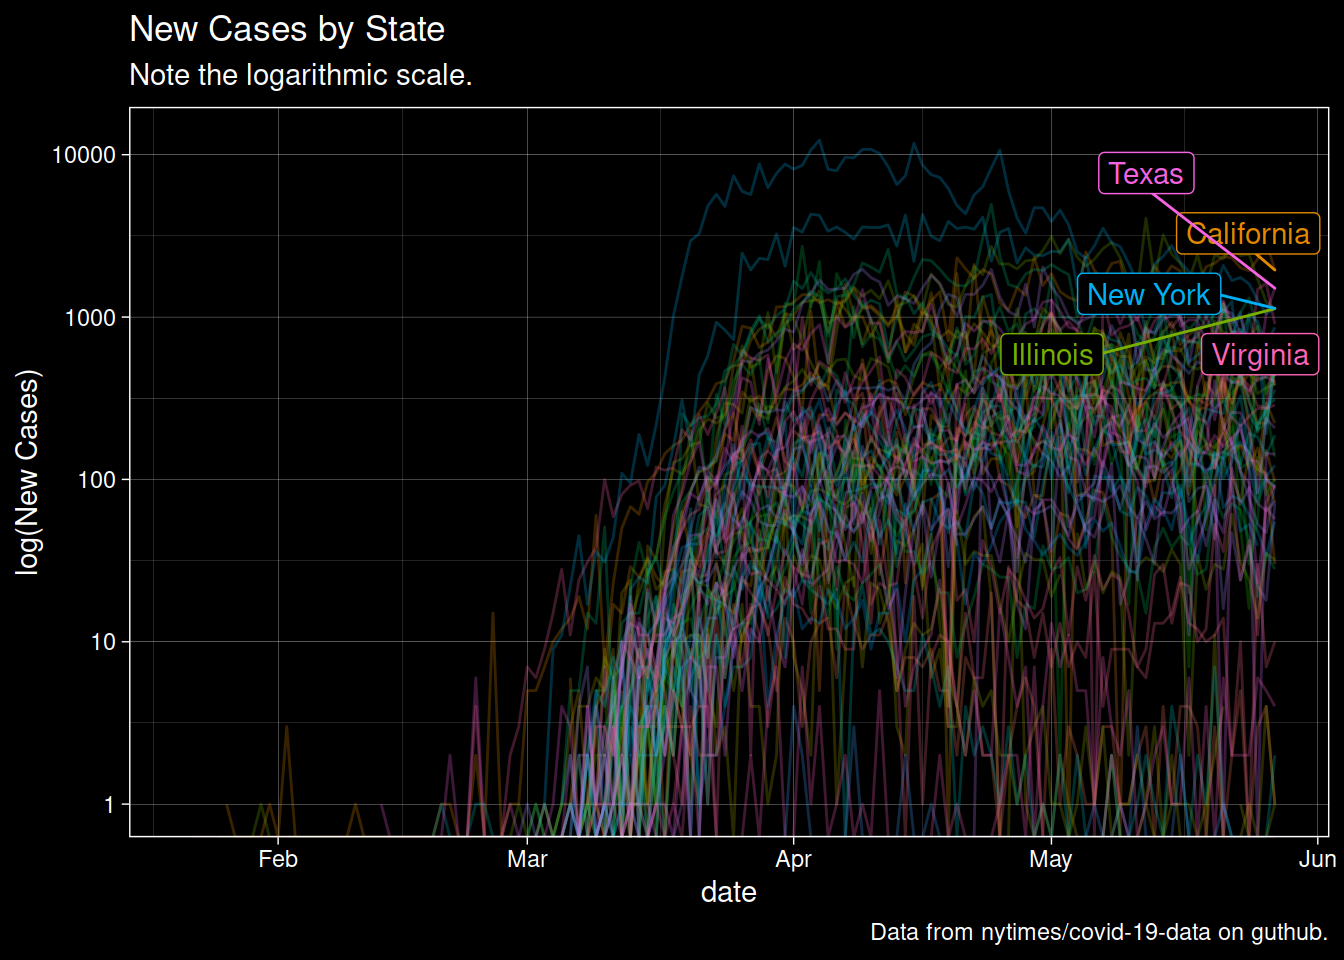 New Cases by State
Note the logarithmic scale.
log(New Cases)
10000
1000
100
10
1
Texas
California
New York
Illinois
Virginia
Feb
Mar
Apr
May
Jun
date
Data from nytimes/covid-19-data on guthub.